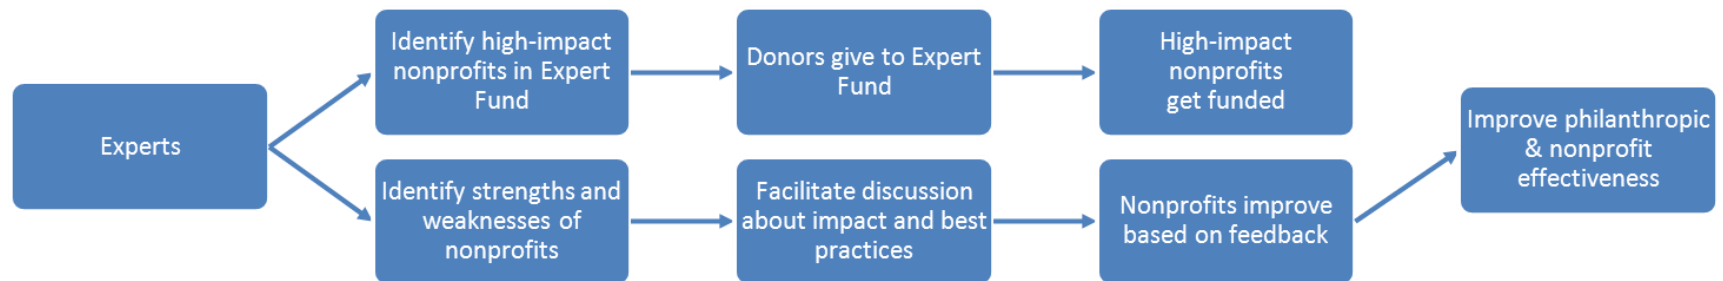 Experts
Identify high-impact
nonprofits in Expert
Fund
Donors give to Expert
Fund
High-impact
nonprofits
get funded
Identify strengths and
weaknesses of
nonprofits
Facilitate discussion
about impact and best
practices
Nonprofits improve
based on feedback
Improve philanthropic
& nonprofit
effectiveness